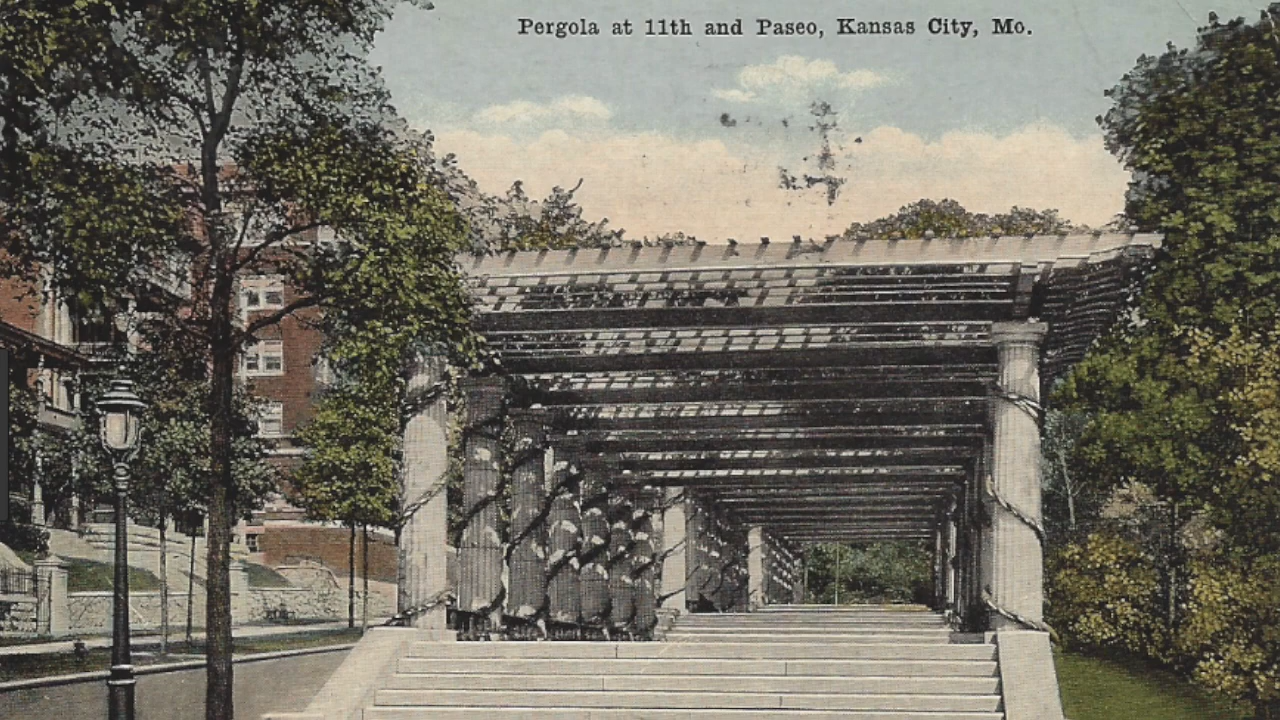 Pergola at 11th and Paseo, Kansas City, Mo.